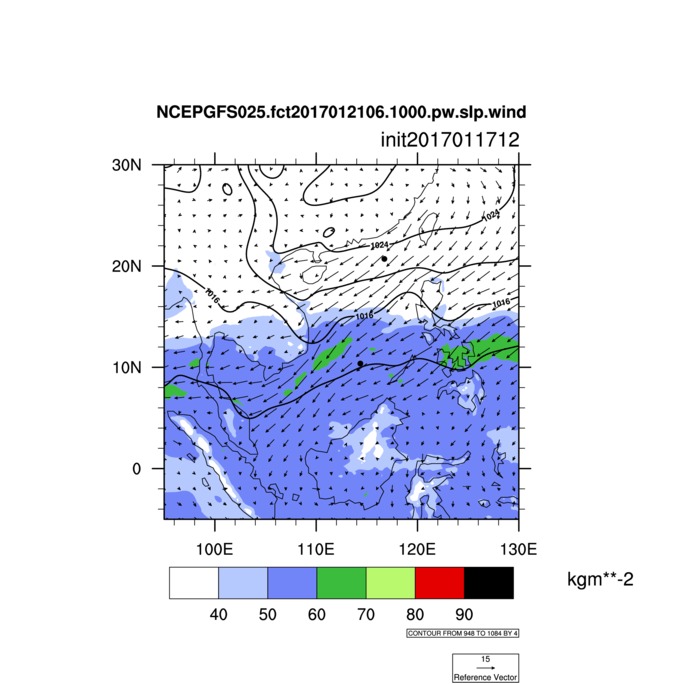 NCEPGFS025.fct2017012106.1000.pw.slp.wind
init2017011712
30N
20N
10N
0
1024
1024
1016
1016
1016
100E 110E 120E 130E
kgm**-2
40 50 60 70 80 90
CONTOUR FROM 948 TO 1084 BY 4
15
Reference Vector